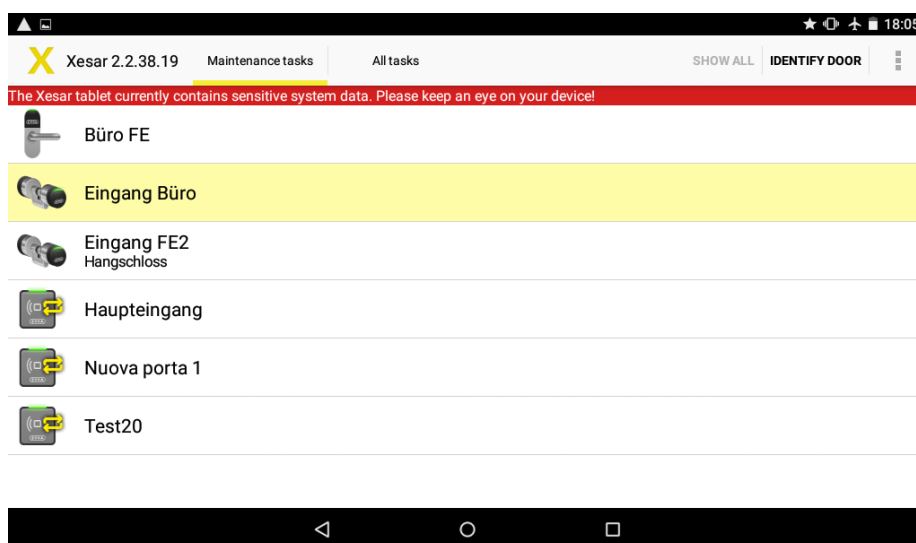 18:05
Xesar 2.2.38.19 Maintenance tasks All tasks SHOW ALL IDENTIFY DOOR
The Xesar tablet currently contains sensitive system data. Please keep an eye on your device!
Büro FE
Eingang Büro
Eingang FE2
Hangschloss
Haupteingang
Nuova porta 1
Test20